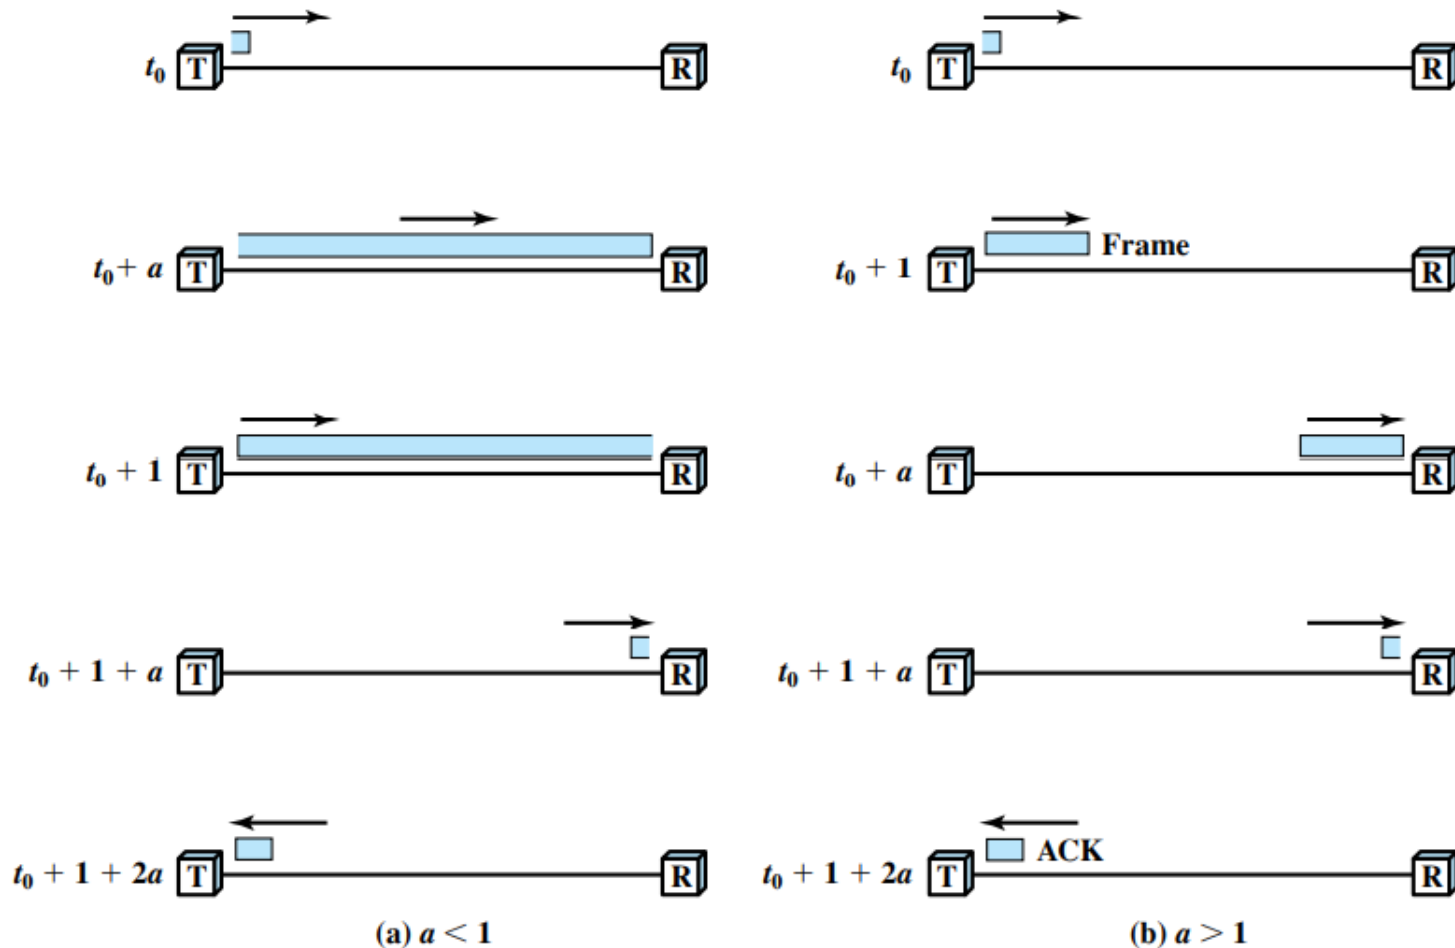 t₀ T R
t₀ + a T R
t₀ + 1 T R
t₀ + 1 + a T R
t₀ + 1 + 2a T R
(a) a < 1
t₀ T R
t₀ + 1 T Frame R
t₀ + a T R
t₀ + 1 + a T R
t₀ + 1 + 2a T ACK R
(b) a > 1